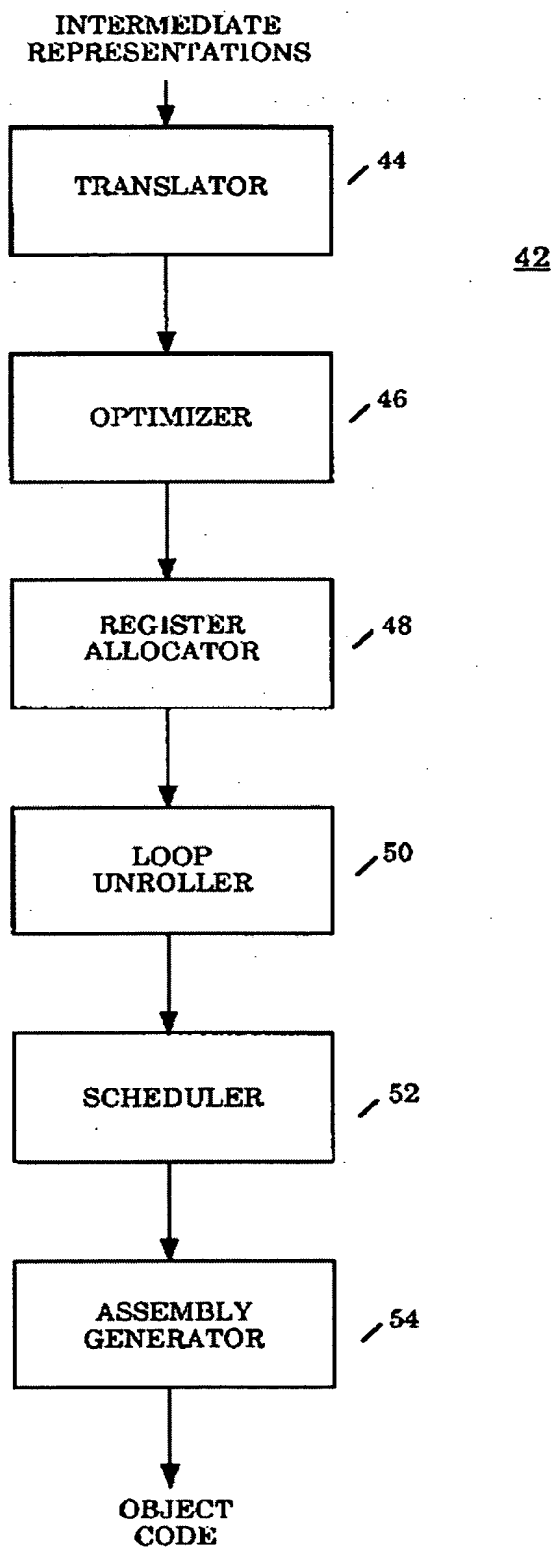 INTERMEDIATE
REPRESENTATIONS
TRANSLATOR
44
42
OPTIMIZER
46
REGISTER
ALLOCATOR
48
LOOP
UNROLLER
50
SCHEDULER
52
ASSEMBLY
GENERATOR
54
OBJECT
CODE